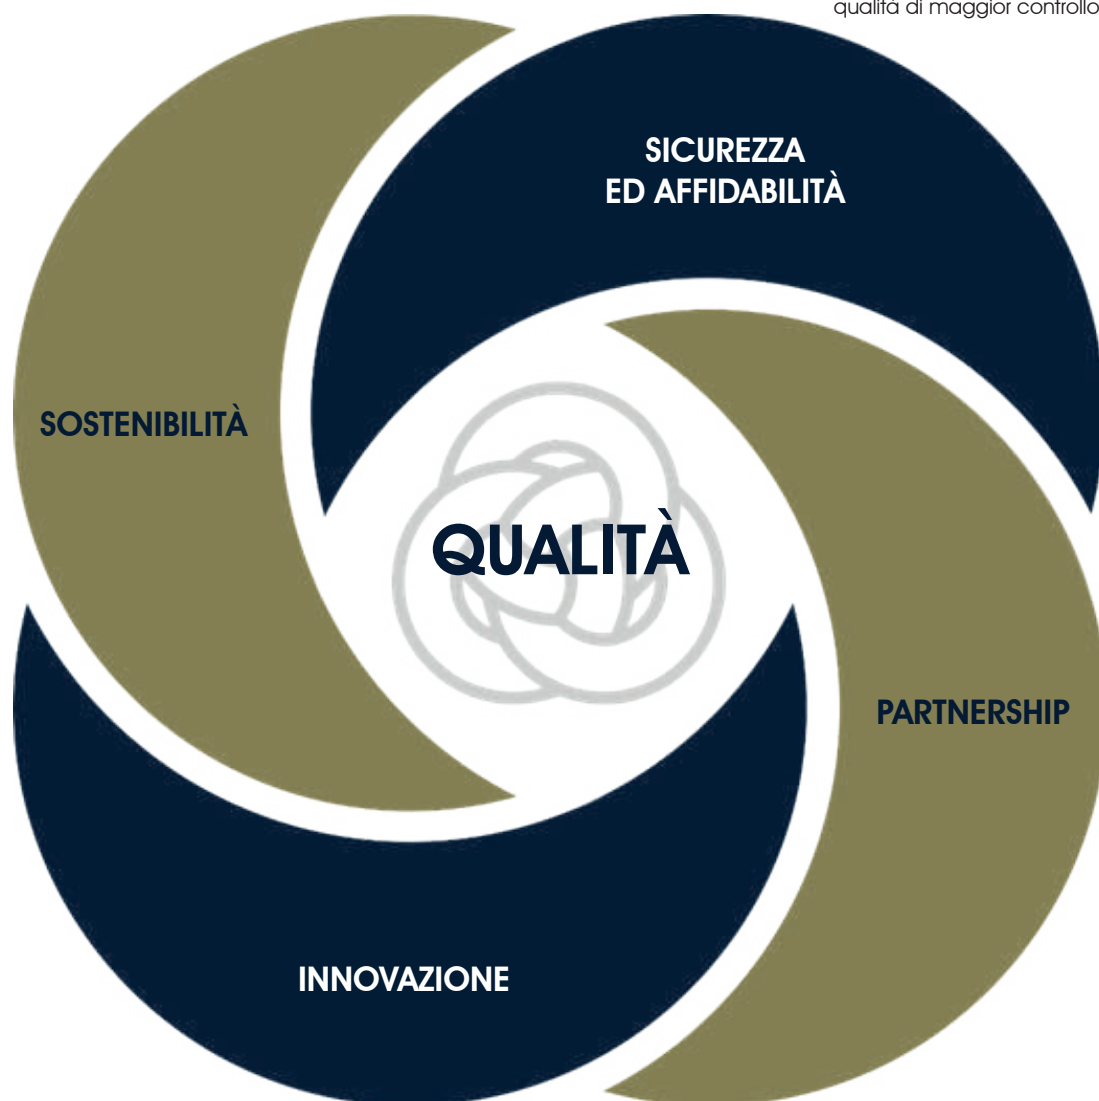 qualità di maggior controllo
SICUREZZA
ED AFFIDABILITÀ
SOSTENIBILITÀ
QUALITÀ
PARTNERSHIP
INNOVAZIONE